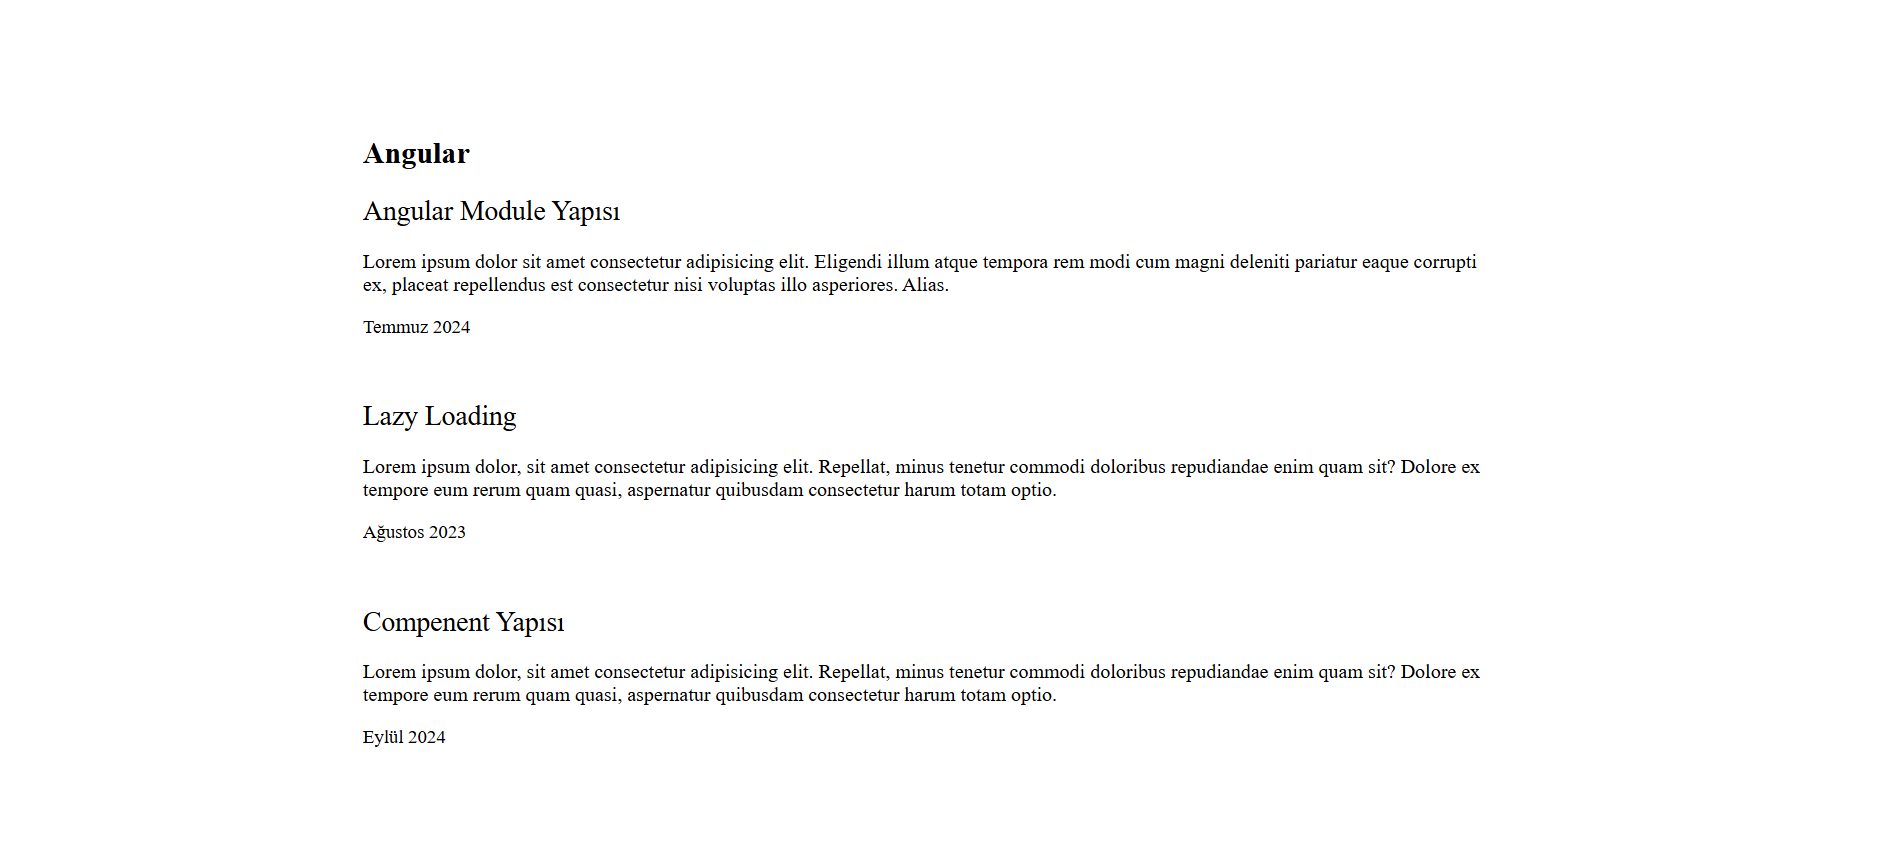 Angular
Angular Module Yapısı
Lorem ipsum dolor sit amet consectetur adipisicing elit. Eligendi illum atque tempora rem modi cum magni deleniti pariatur eaque corrupti
ex, placeat repellendus est consectetur nisi voluptas illo asperiores. Alias.
Temmuz 2024
Lazy Loading
Lorem ipsum dolor, sit amet consectetur adipisicing elit. Repellat, minus tenetur commodi doloribus repudiandae enim quam sit? Dolore ex
tempore eum rerum quam quasi, aspernatur quibusdam consectetur harum totam optio.
Ağustos 2023
Compenent Yapısı
Lorem ipsum dolor, sit amet consectetur adipisicing elit. Repellat, minus tenetur commodi doloribus repudiandae enim quam sit? Dolore ex
tempore eum rerum quam quasi, aspernatur quibusdam consectetur harum totam optio.
Eylül 2024